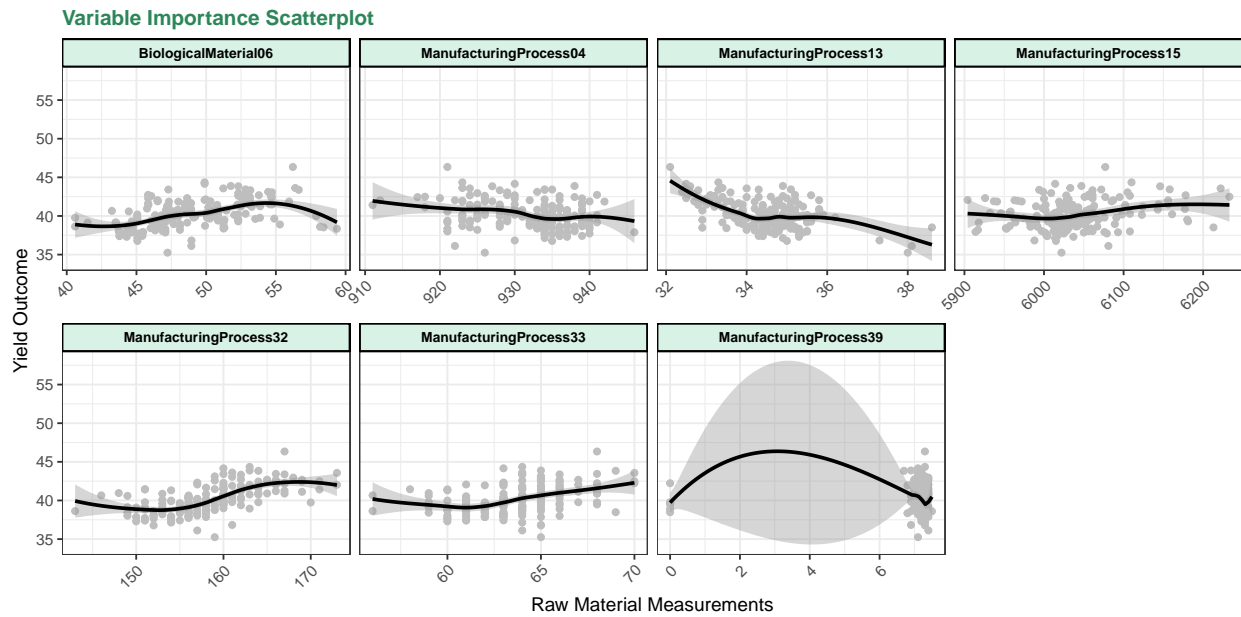 Variable Importance Scatterplot
BiologicalMaterial06 ManufacturingProcess04 ManufacturingProcess13 ManufacturingProcess15
55
50
45
40
35
40 45 50 55 60 910 920 930 940 32 34 36 38 5900 6000 6100 6200
Yield Outcome
ManufacturingProcess32 ManufacturingProcess33 ManufacturingProcess39
55
50
45
40
35
150 160 170 60 65 70 0 2 4 6
Raw Material Measurements